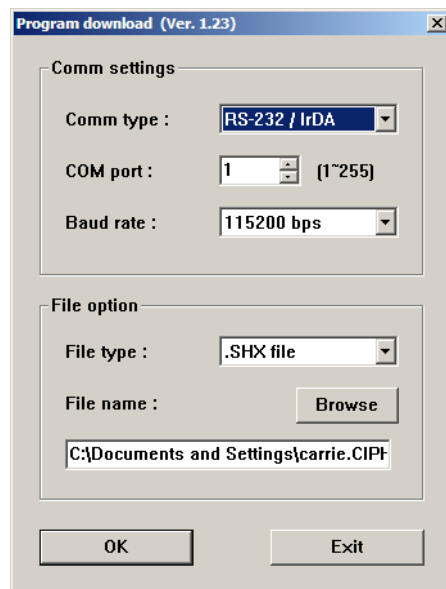 Program download (Ver. 1.23)
Comm settings
Comm type : RS-232 / IrDA
COM port : 1 (1~255)
Baud rate : 115200 bps
File option
File type : .SHX file
File name : Browse
C:\Documents and Settings\carrie.CIPH
OK Exit